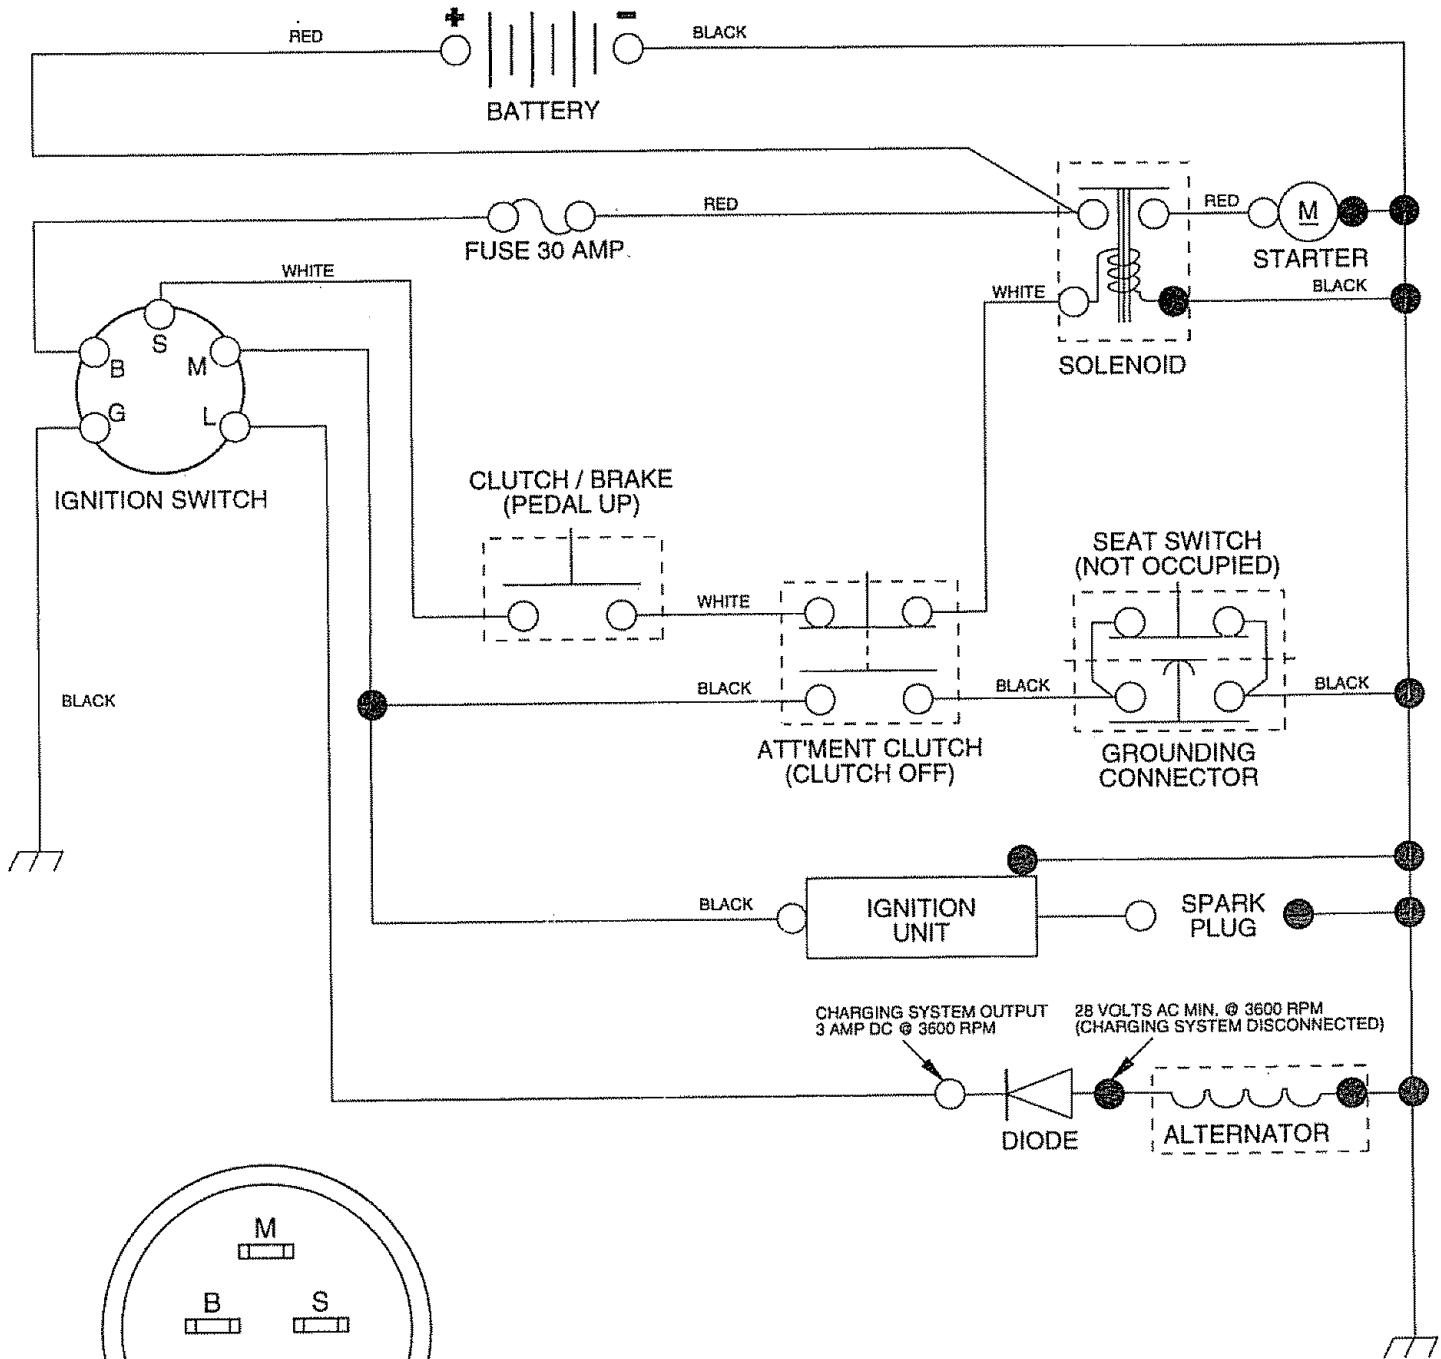 + -
RED
BLACK
BATTERY
RED
RED
M
FUSE 30 AMP.
STARTER
WHITE
WHITE
BLACK
S
B
M
SOLENOID
G
L
IGNITION SWITCH
CLUTCH / BRAKE
(PEDAL UP)
SEAT SWITCH
(NOT OCCUPIED)
WHITE
BLACK
BLACK
BLACK
BLACK
ATT'MENT CLUTCH
(CLUTCH OFF)
GROUNDING
CONNECTOR
BLACK
IGNITION
UNIT
SPARK
PLUG
CHARGING SYSTEM OUTPUT
3 AMP DC @ 3600 RPM
28 VOLTS AC MIN. @ 3600 RPM
(CHARGING SYSTEM DISCONNECTED)
DIODE
ALTERNATOR
M
B
S